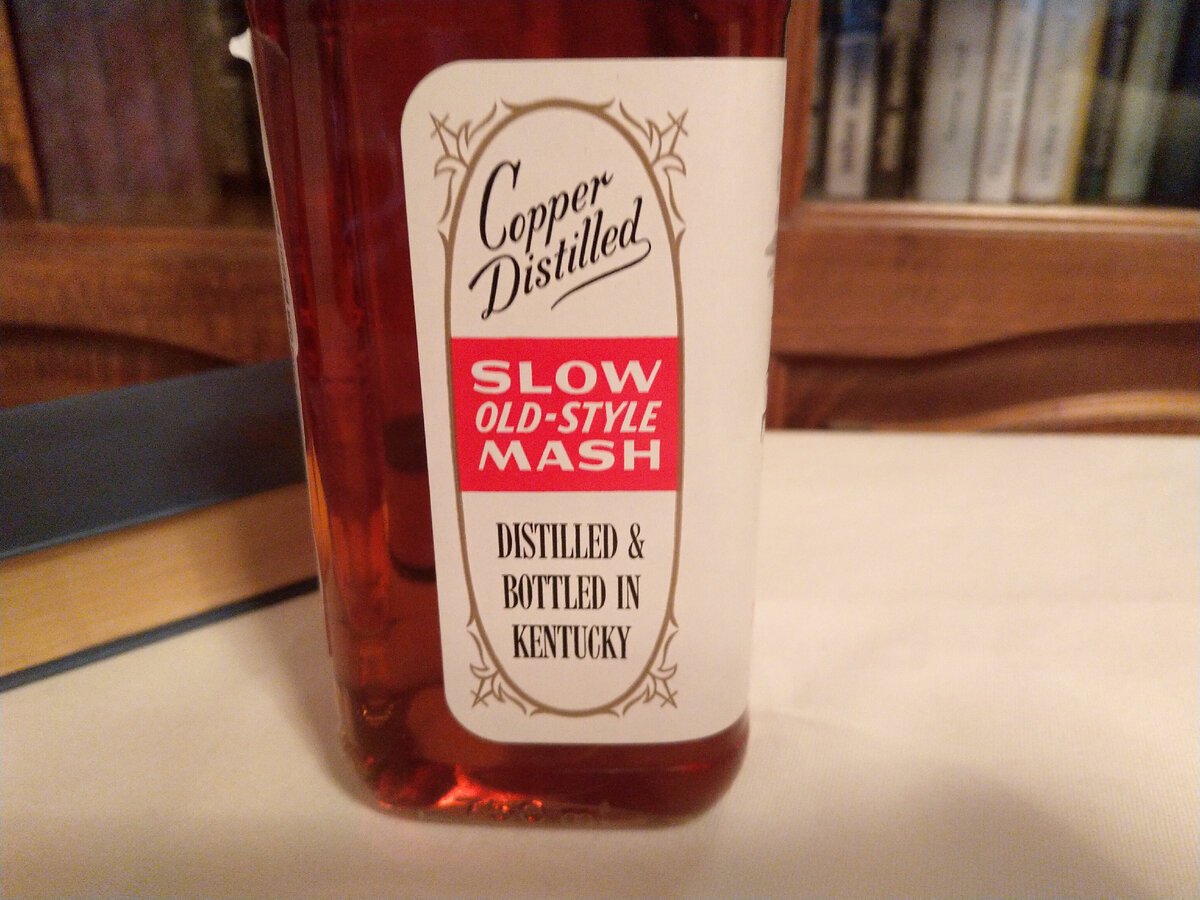 Copper
Distilled
SLOW
OLD-STYLE
MASH
DISTILLED &
BOTTLED IN
KENTUCKY